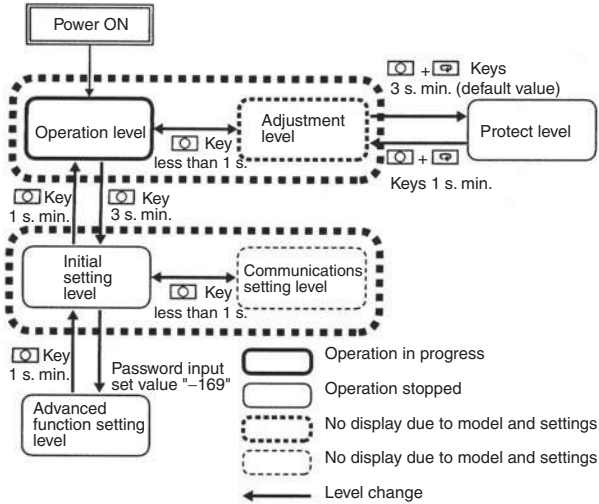 Power ON
Operation level
Key
less than 1 s.
Adjustment
level
+ Keys
3 s. min. (default value)
Protect level
+
Keys 1 s. min.
Key
1 s. min.
Key
3 s. min.
Initial
setting
level
Key
less than 1 s.
Communications
setting level
Key
1 s. min.
Password input
set value "–169"
Advanced
function setting
level
Operation in progress
Operation stopped
No display due to model and settings
No display due to model and settings
Level change